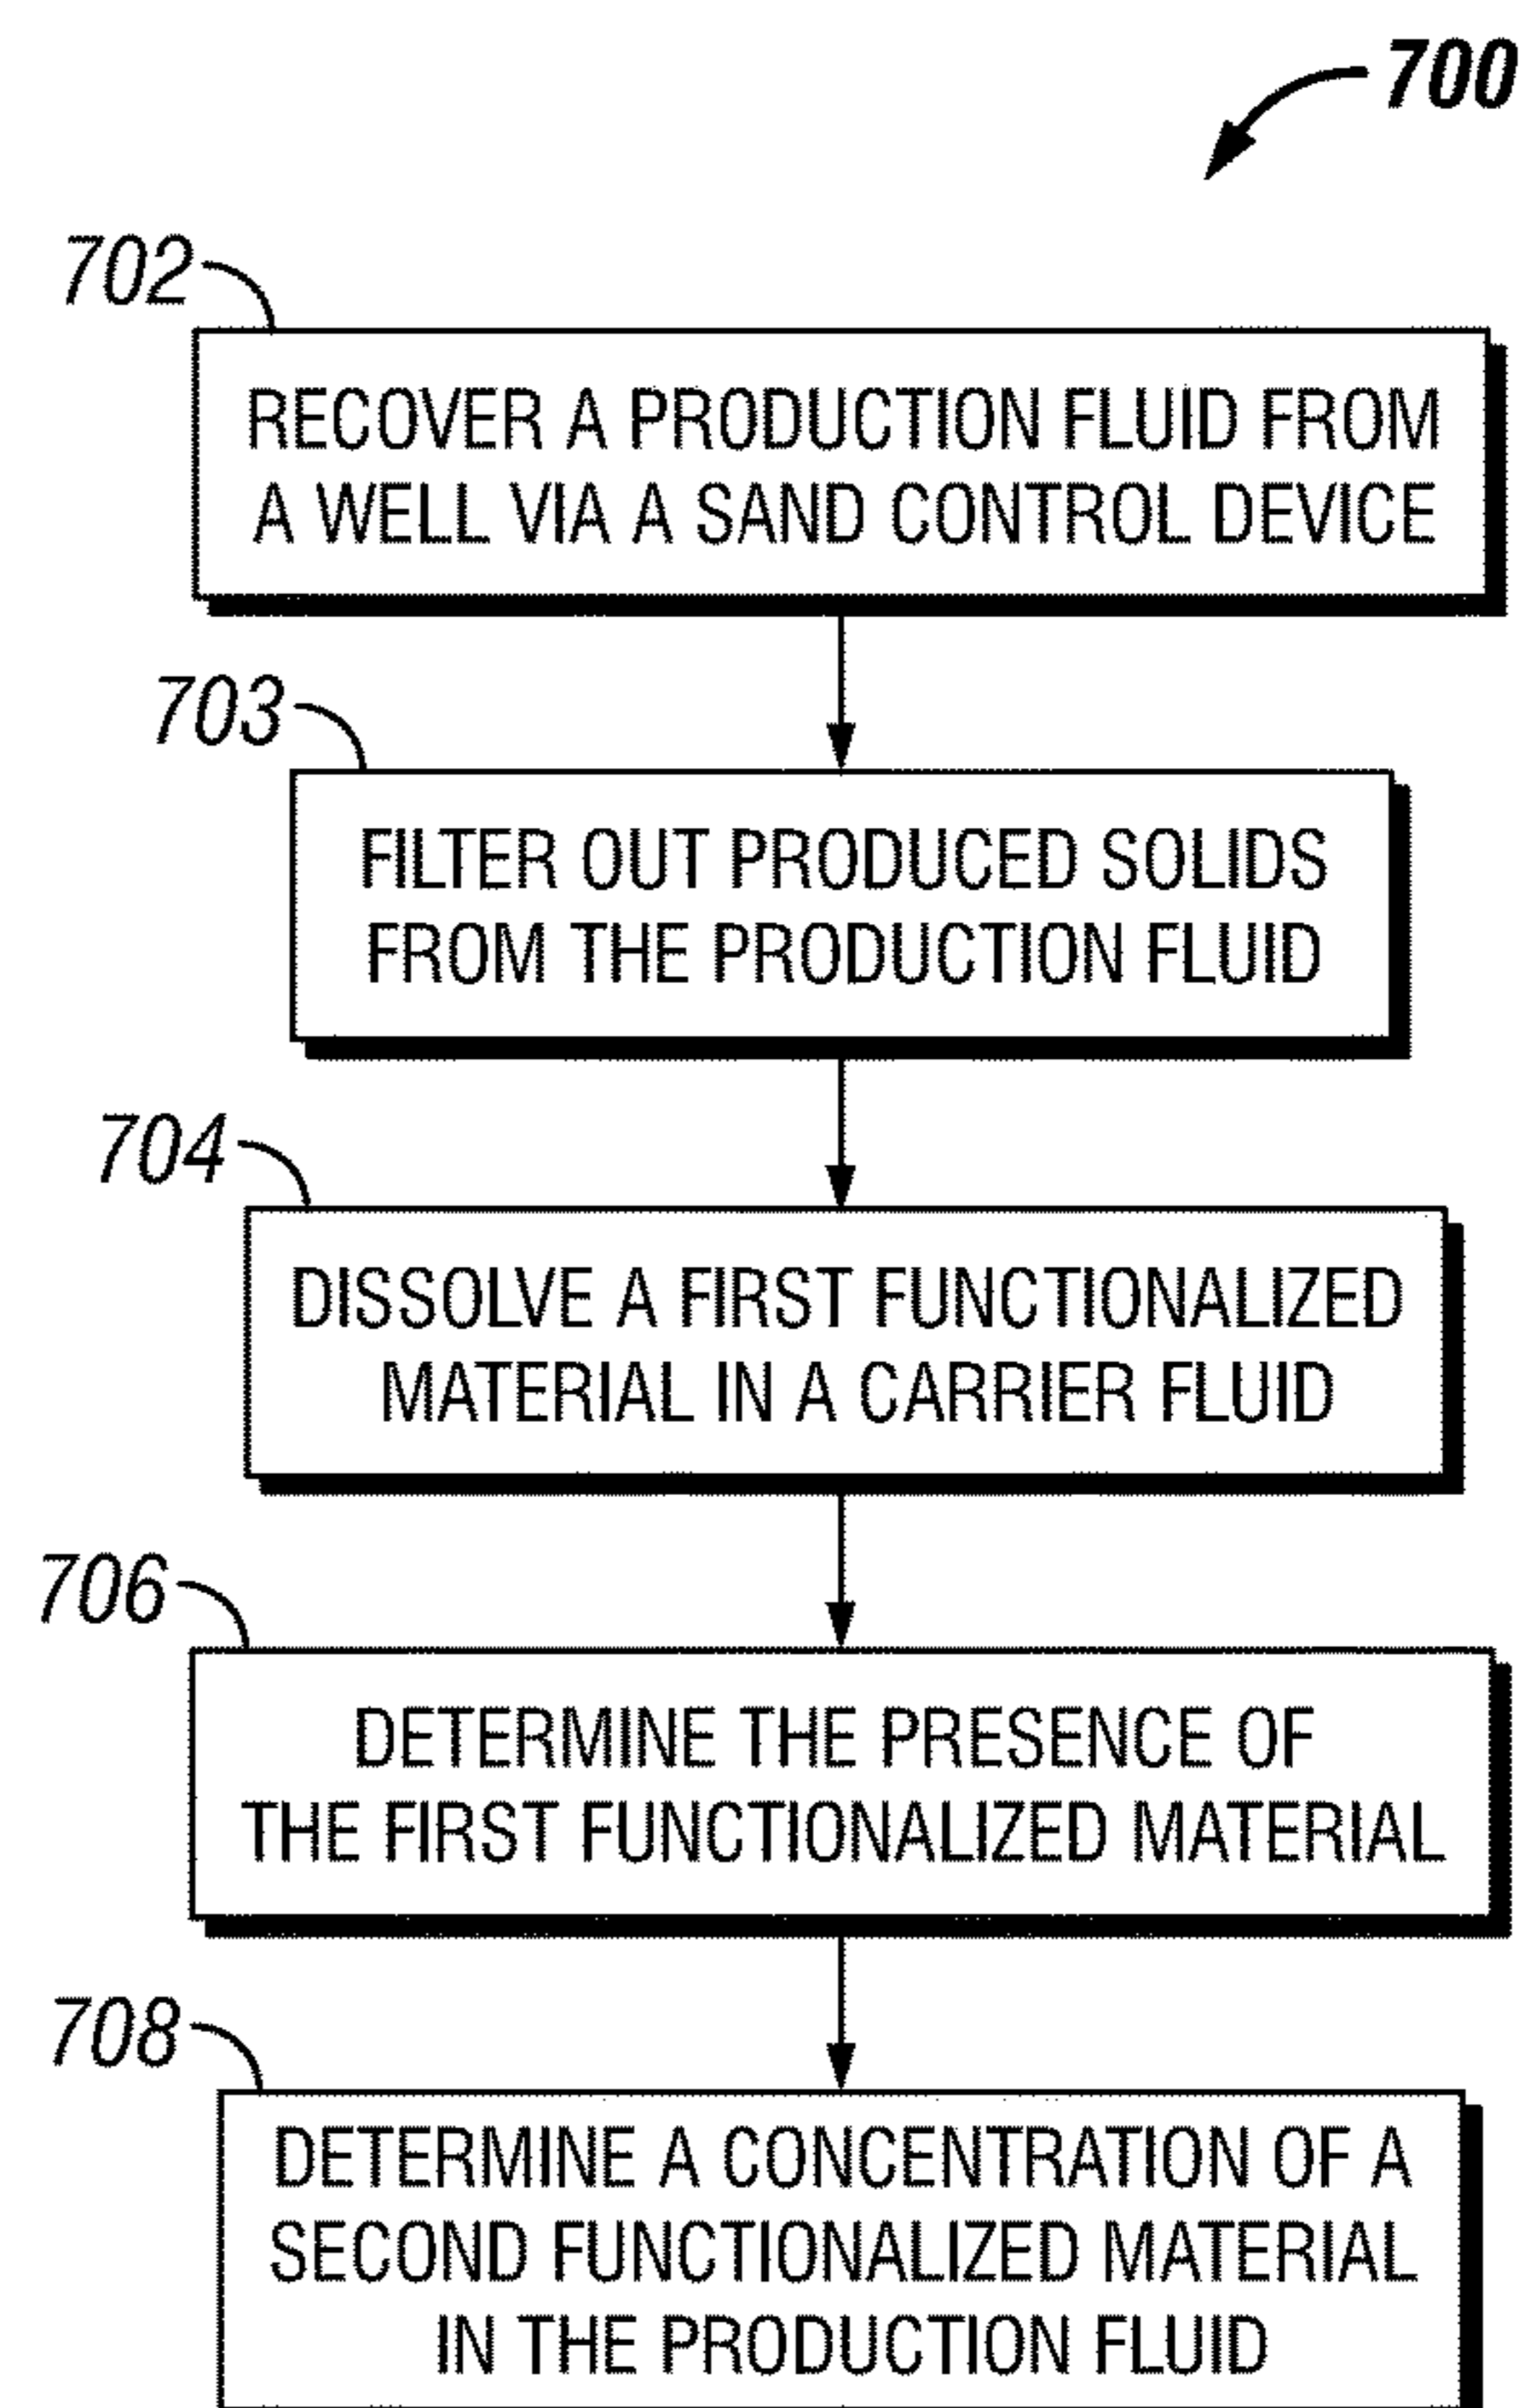 700
702
RECOVER A PRODUCTION FLUID FROM
A WELL VIA A SAND CONTROL DEVICE
703
FILTER OUT PRODUCED SOLIDS
FROM THE PRODUCTION FLUID
704
DISSOLVE A FIRST FUNCTIONALIZED
MATERIAL IN A CARRIER FLUID
706
DETERMINE THE PRESENCE OF
THE FIRST FUNCTIONALIZED MATERIAL
708
DETERMINE A CONCENTRATION OF A
SECOND FUNCTIONALIZED MATERIAL
IN THE PRODUCTION FLUID